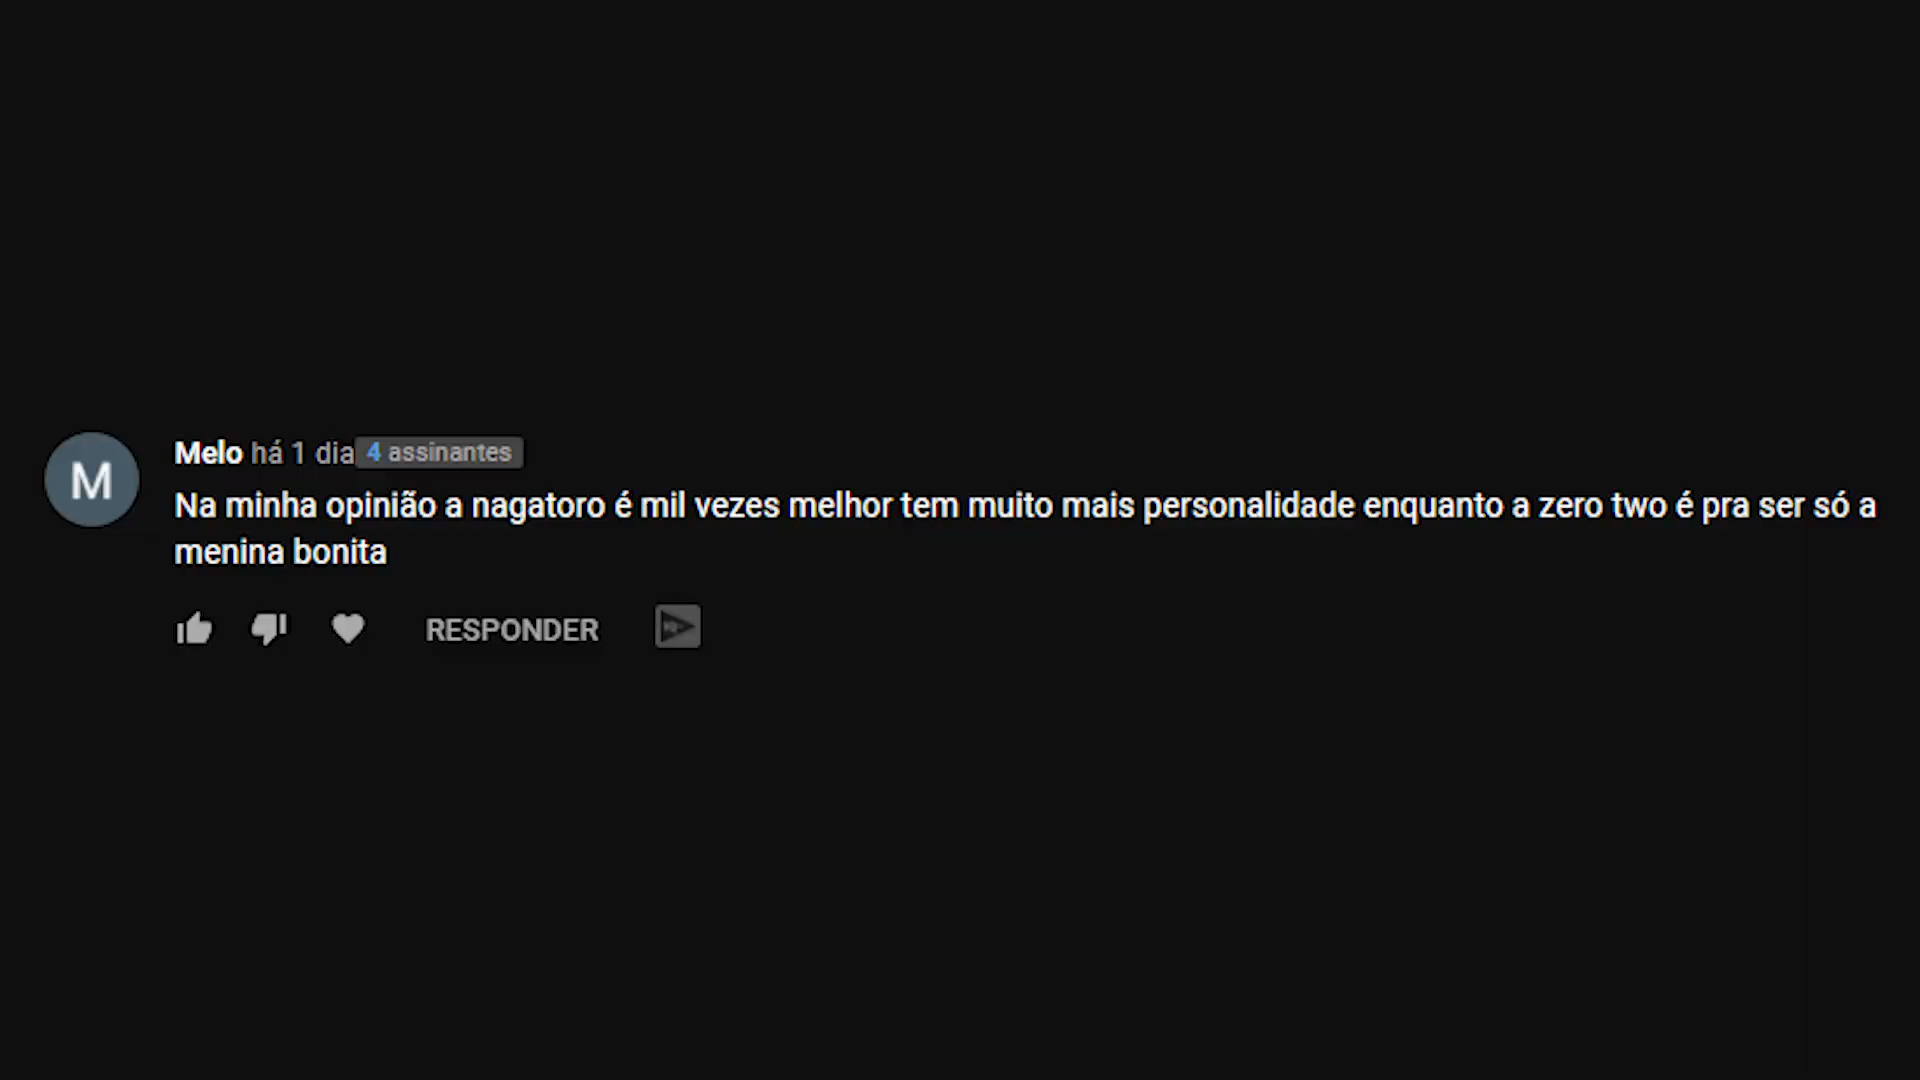 M
Melo há 1 dia 4 assinantes
Na minha opinião a nagatoro é mil vezes melhor tem muito mais personalidade enquanto a zero two é pra ser só a
menina bonita
RESPONDER